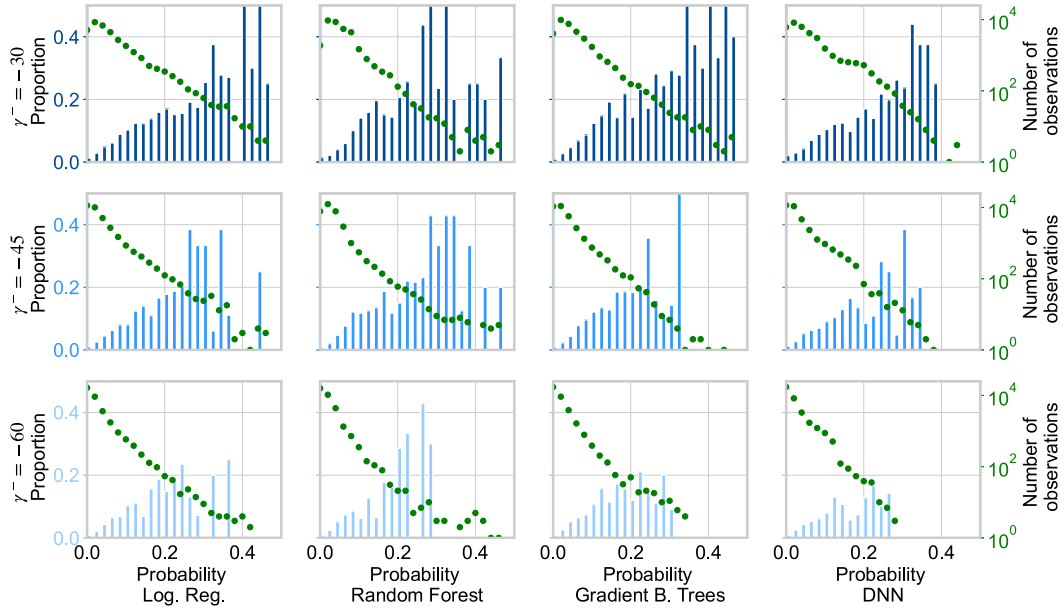 γ⁻ = −30
Proportion
0.4
0.2
0.0
10⁴
10²
10⁰
Number of
observations
γ⁻ = −45
Proportion
0.4
0.2
0.0
10⁴
10²
10⁰
Number of
observations
γ⁻ = −60
Proportion
0.4
0.2
0.0
10⁴
10²
10⁰
Number of
observations
0.0 0.2 0.4
0.0 0.2 0.4
0.0 0.2 0.4
0.0 0.2 0.4
Probability
Log. Reg.
Probability
Random Forest
Probability
Gradient B. Trees
Probability
DNN